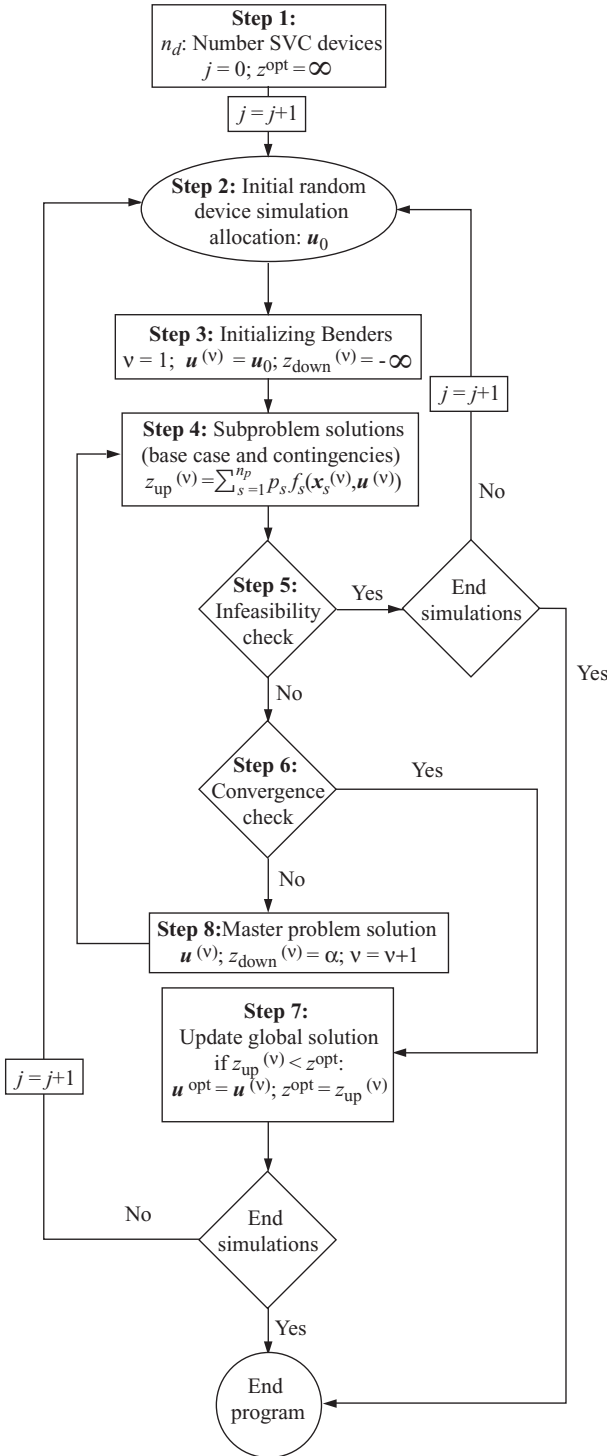 Step 1:
n_d: Number SVC devices
j = 0; z^opt = ∞
j = j+1
Step 2: Initial random
device simulation
allocation: u_0
Step 3: Initializing Benders
ν = 1; u^(ν) = u_0; z_down^(ν) = -∞
j = j+1
Step 4: Subproblem solutions
(base case and contingencies)
z_up^(ν) = ∑_{s=1}^{n_p} p_s f_s(x_s^(ν),u^(ν))
No
Step 5:
Infeasibility
check
Yes
End
simulations
Yes
No
Step 6:
Convergence
check
Yes
No
Step 8:Master problem solution
u^(ν); z_down^(ν) = α; ν = ν+1
Step 7:
Update global solution
if z_up^(ν) < z^opt:
u^opt = u^(ν); z^opt = z_up^(ν)
j = j+1
No
End
simulations
Yes
End
program